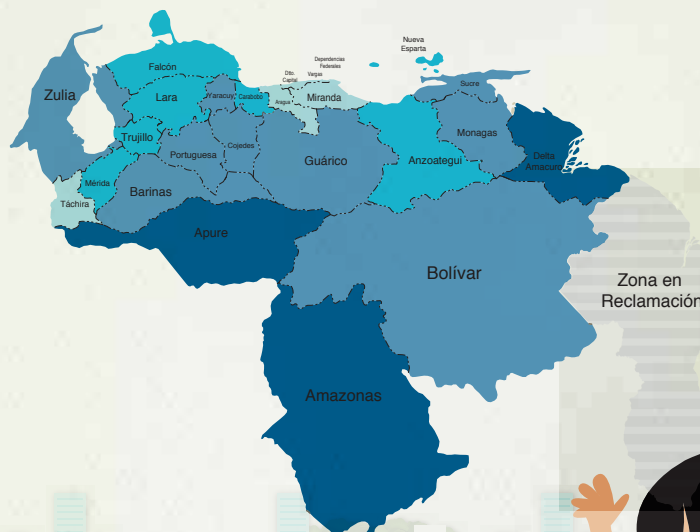 Nueva
Esparta
Dependencias
Federales
Falcón
Dtto.
Capital
Vargas
Zulia
Lara
Yaracuy
Carabobo
Aragua
Miranda
Sucre
Trujillo
Cojedes
Monagas
Portuguesa
Guárico
Anzoategui
Delta
Amacuro
Mérida
Barinas
Táchira
Apure
Bolívar
Zona en
Reclamación
Amazonas